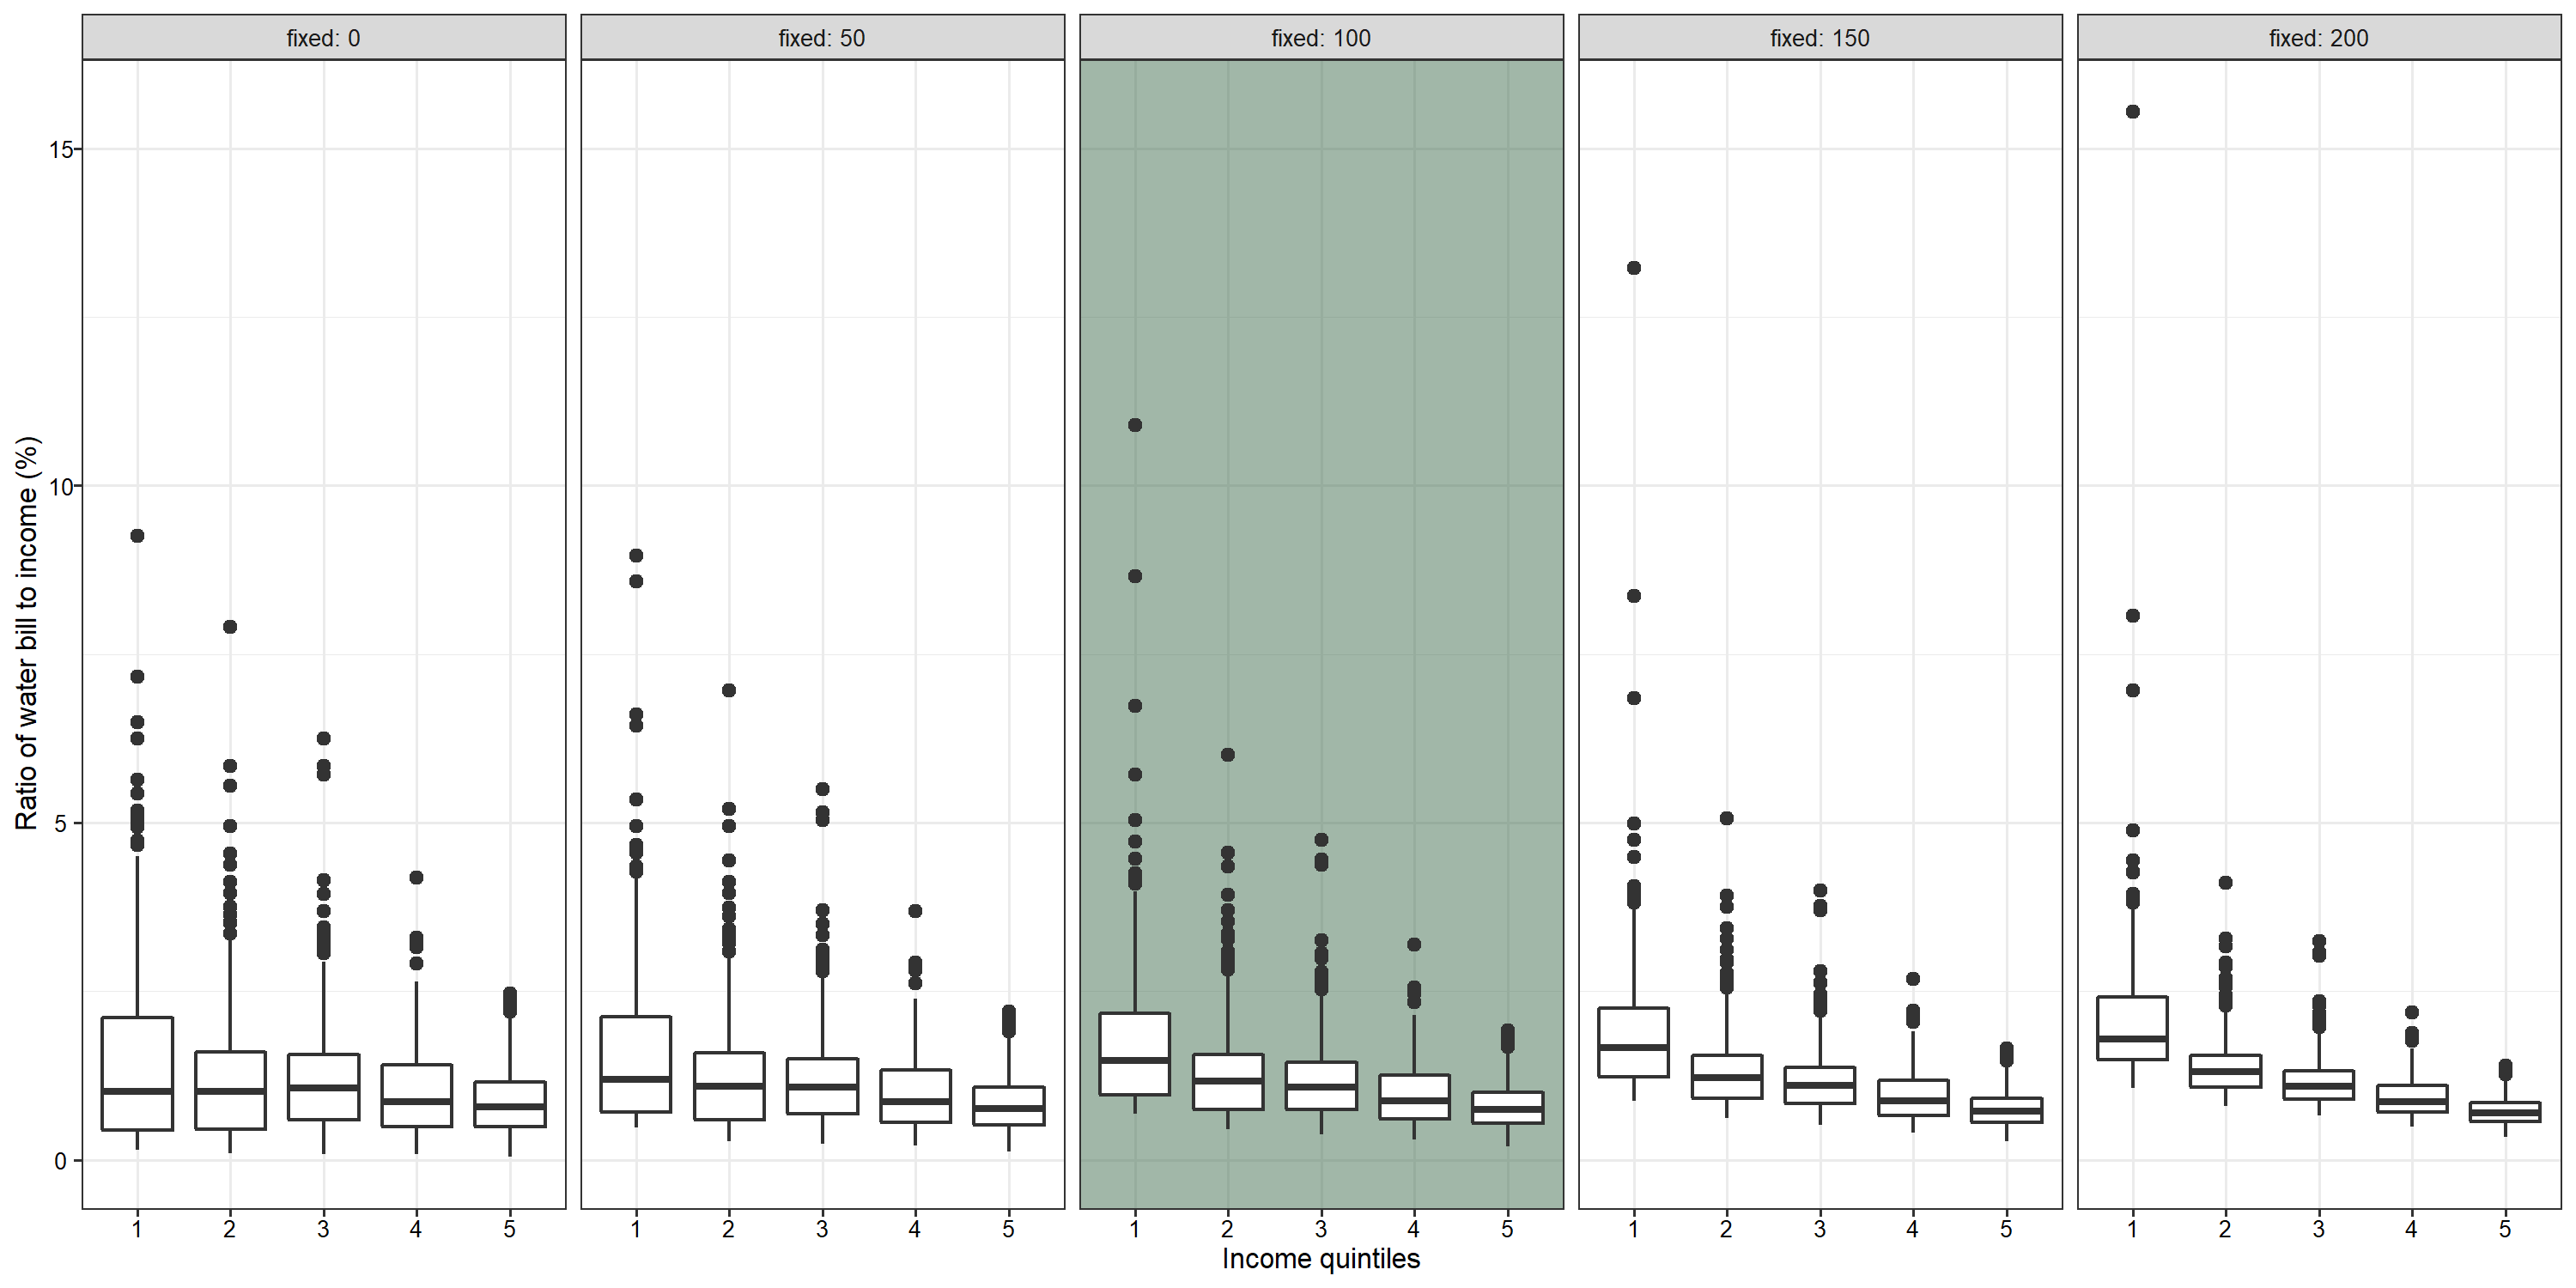 fixed: 0
fixed: 50
fixed: 100
fixed: 150
fixed: 200
Ratio of water bill to income (%)
15
10
5
0
1 2 3 4 5
1 2 3 4 5
1 2 3 4 5
1 2 3 4 5
1 2 3 4 5
Income quintiles